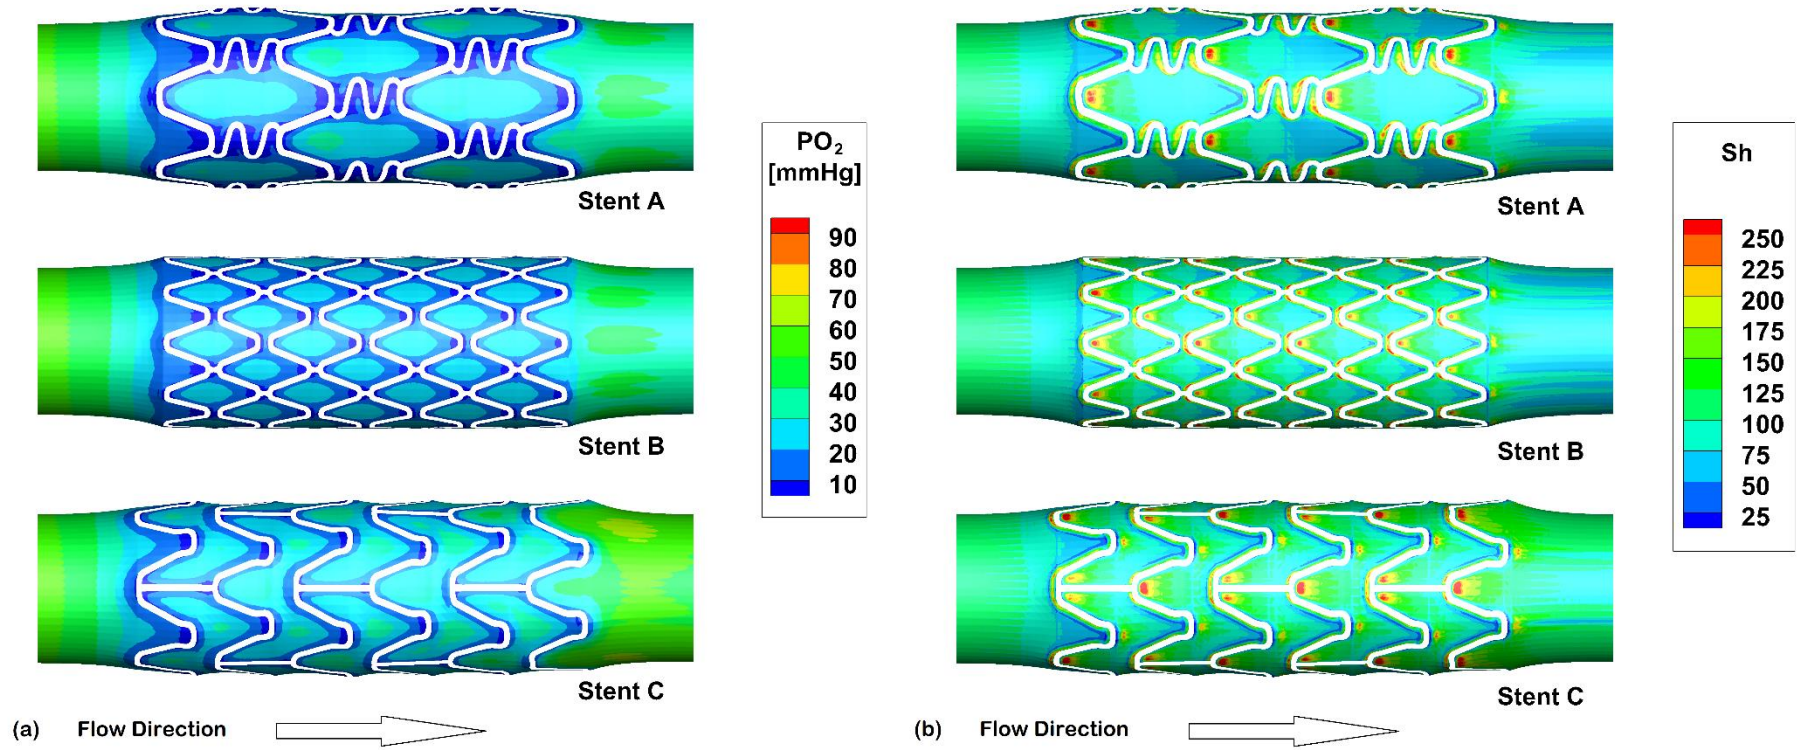 PO₂
[mmHg]
90
80
70
60
50
40
30
20
10
Stent A
Stent B
Stent C
(a) Flow Direction
Sh
250
225
200
175
150
125
100
75
50
25
Stent A
Stent B
Stent C
(b) Flow Direction